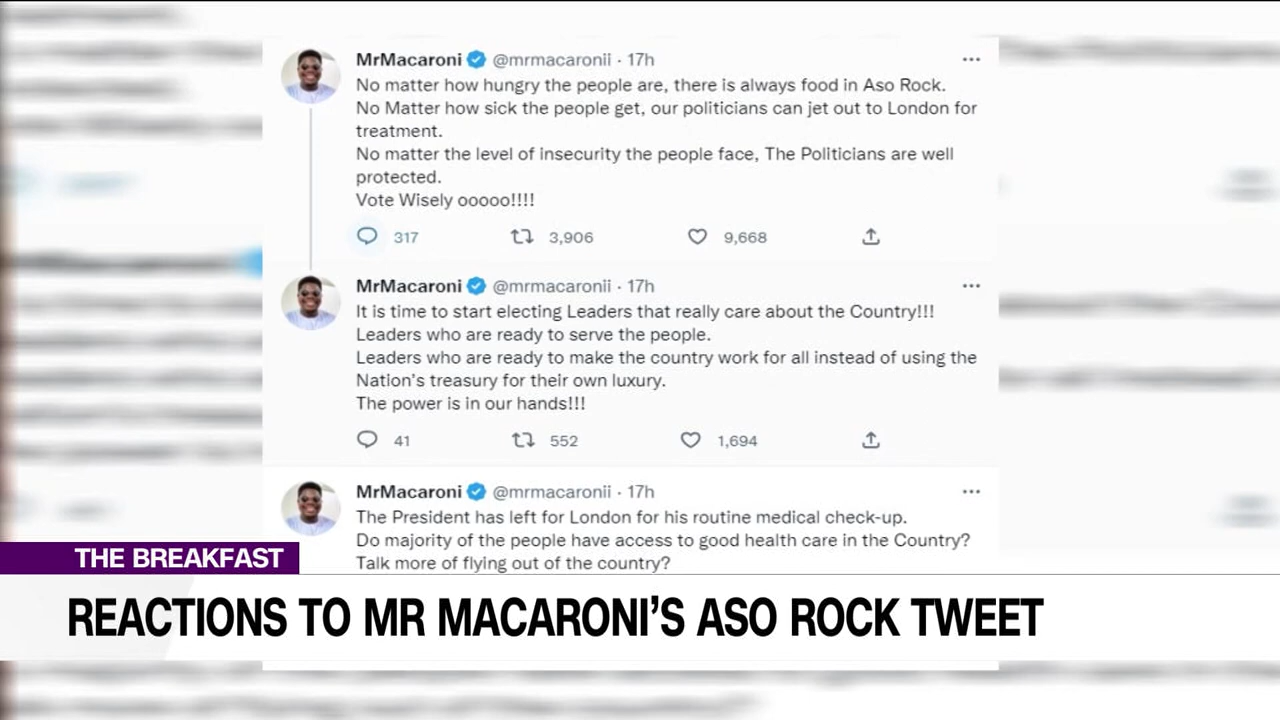 MrMacaroni @mrmacaronii · 17h
No matter how hungry the people are, there is always food in Aso Rock.
No Matter how sick the people get, our politicians can jet out to London for
treatment.
No matter the level of insecurity the people face, The Politicians are well
protected.
Vote Wisely ooooo!!!!
317 3,906 9,668
MrMacaroni @mrmacaronii · 17h
It is time to start electing Leaders that really care about the Country!!!
Leaders who are ready to serve the people.
Leaders who are ready to make the country work for all instead of using the
Nation's treasury for their own luxury.
The power is in our hands!!!
41 552 1,694
MrMacaroni @mrmacaronii · 17h
The President has left for London for his routine medical check-up.
Do majority of the people have access to good health care in the Country?
Talk more of flying out of the country?
THE BREAKFAST
REACTIONS TO MR MACARONI'S ASO ROCK TWEET